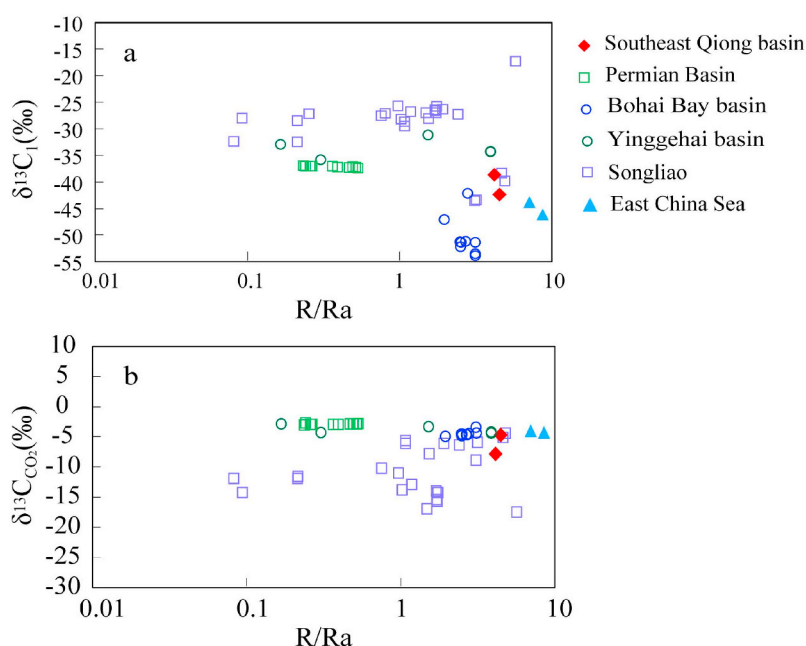 -10
-15
-20
-25
-30
-35
-40
-45
-50
-55
δ¹³C₁(‰)
a
0.01
0.1
1
10
R/Ra
Southeast Qiong basin
Permian Basin
Bohai Bay basin
Yinggehai basin
Songliao
East China Sea
10
5
0
-5
-10
-15
-20
-25
-30
δ¹³C_CO₂(‰)
b
0.01
0.1
1
10
R/Ra